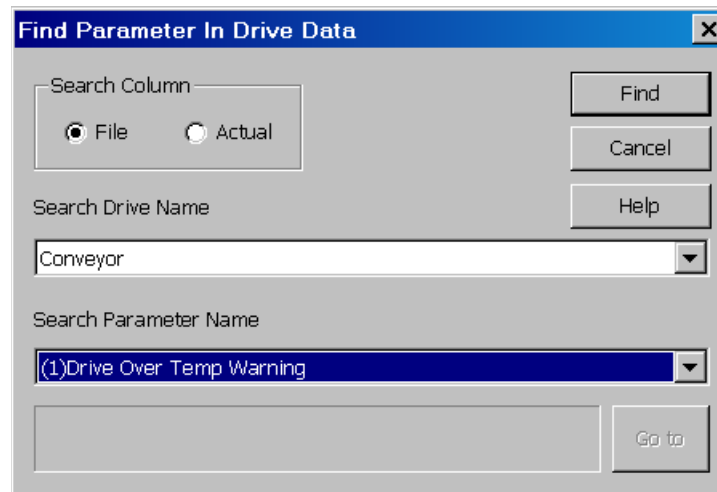 Find Parameter In Drive Data
Search Column
File
Actual
Find
Cancel
Help
Search Drive Name
Conveyor
Search Parameter Name
(1)Drive Over Temp Warning
Go to